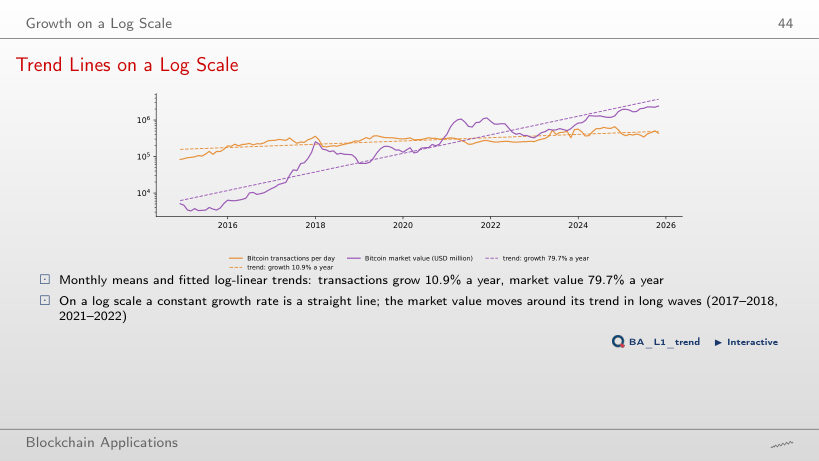 Growth on a Log Scale 44
Trend Lines on a Log Scale
10⁶
10⁵
10⁴
2016 2018 2020 2022 2024 2026
Bitcoin transactions per day Bitcoin market value (USD million) trend: growth 79.7% a year
trend: growth 10.9% a year
Monthly means and fitted log-linear trends: transactions grow 10.9% a year, market value 79.7% a year
On a log scale a constant growth rate is a straight line; the market value moves around its trend in long waves (2017–2018,
2021–2022)
BA_L1_trend ▶ Interactive
Blockchain Applications